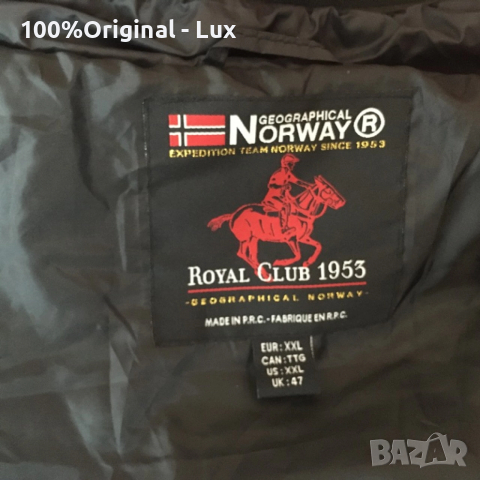 100%Original - Lux
GEOGRAPHICAL
NORWAY®
EXPEDITION TEAM NORWAY SINCE 1953
ROYAL CLUB 1953
-GEOGRAPHICAL NORWAY-
MADE IN P.R.C. - FABRIQUE EN R.P.C.
EUR: XXL
CAN: TTG
US: XXL
UK: 47
BAZAR